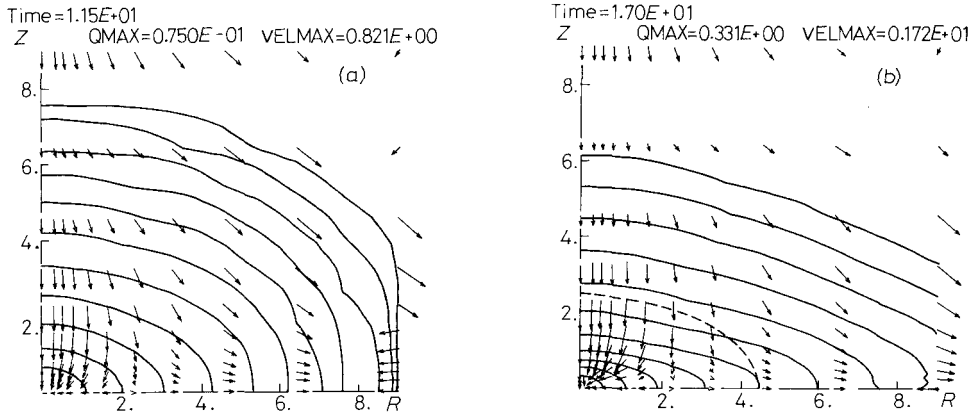 Time=1.15E+01
Z QMAX=0.750E-01 VELMAX=0.821E+00
(a)
8.
6.
4.
2.
2. 4. 6. 8. R
Time=1.70E+01
Z QMAX=0.331E+00 VELMAX=0.172E+01
(b)
8.
6.
4.
2.
2. 4. 6. 8. R